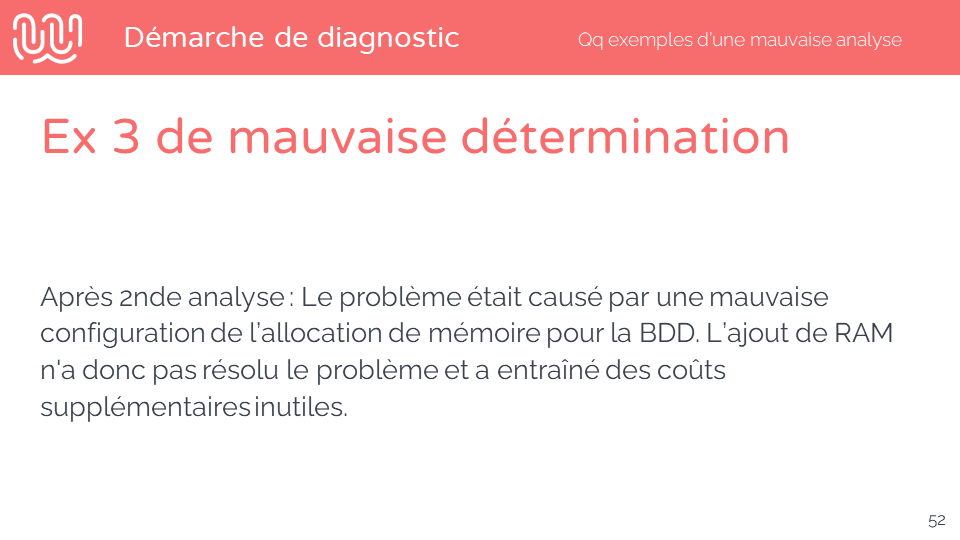 Démarche de diagnostic
Qq exemples d'une mauvaise analyse
Ex 3 de mauvaise détermination
Après 2nde analyse : Le problème était causé par une mauvaise
configuration de l’allocation de mémoire pour la BDD. L’ajout de RAM
n'a donc pas résolu le problème et a entraîné des coûts
supplémentaires inutiles.
52